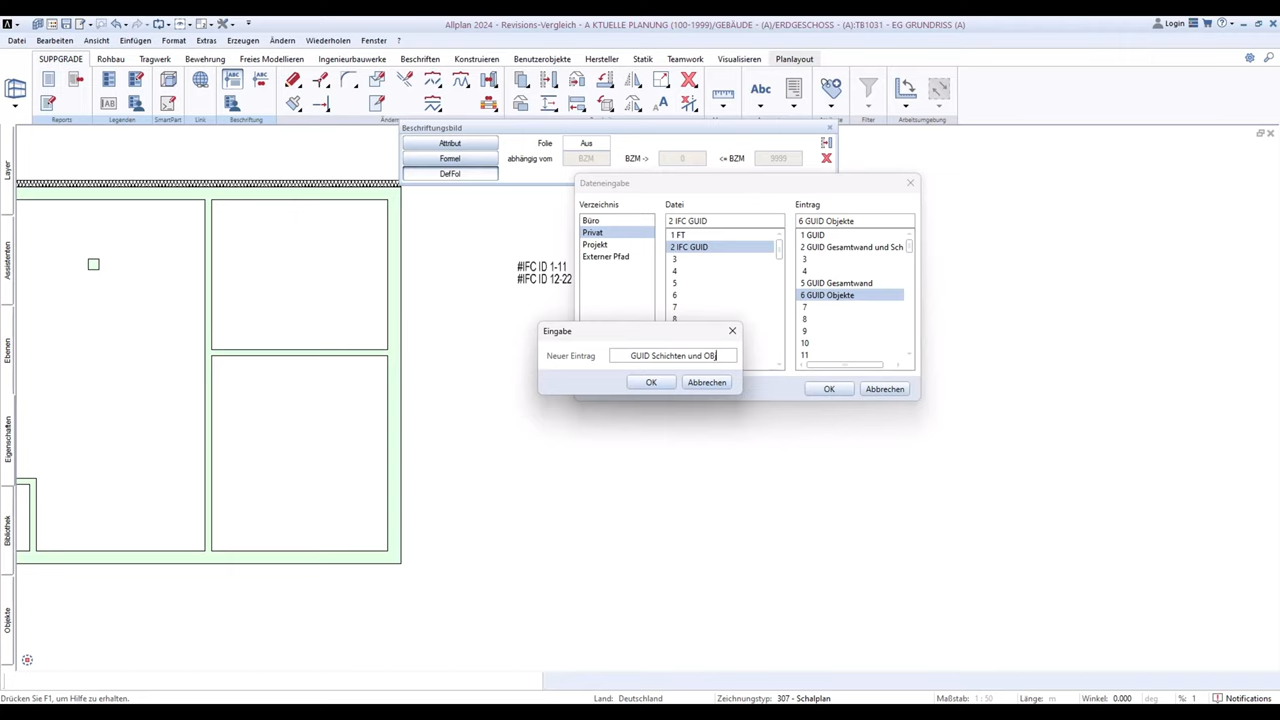 Allplan 2024 - Revisions-Vergleich - A KTUELLE PLANUNG (100-1999)/GEBÄUDE - (A)/ERDGESCHOSS - (A):TB1031 - EG GRUNDRISS (A)
Login
Datei Bearbeiten Ansicht Einfügen Format Extras Erzeugen Ändern Wiederholen Fenster ?
SUPPGRADE Rohbau Tragwerk Bewehrung Freies Modellieren Ingenieurbauwerke Beschriften Konstruieren Benutzerobjekte Hersteller Statik Teamwork Visualisieren Planlayout
Reports Legenden SmartPart Link Beschriftung Filter Arbeitsumgebung
Beschriftungsbild
Attribut Folie Aus
Formel abhängig vom BZM BZM -> 0 <= BZM 9999
DefFol
Dateneingabe
Verzeichnis Datei Eintrag
2 IFC GUID 6 GUID Objekte
Büro
Privat
Projekt
Externer Pfad
1 FT
2 IFC GUID
3
4
5
6
7
8
1 GUID
2 GUID Gesamtwand und Sch
3
4
5 GUID Gesamtwand
6 GUID Objekte
7
8
9
10
11
OK Abbrechen
#IFC ID 1-11
#IFC ID 12-22
Eingabe
Neuer Eintrag GUID Schichten und OBj
OK Abbrechen
Layer
Assistenten
Ebenen
Eigenschaften
Bibliothek
Objekte
Drücken Sie F1, um Hilfe zu erhalten. Land: Deutschland Zeichnungstyp: 307 - Schalplan Maßstab: 1 : 50 Länge: m Winkel: 0.000 deg %: 1 Notifications